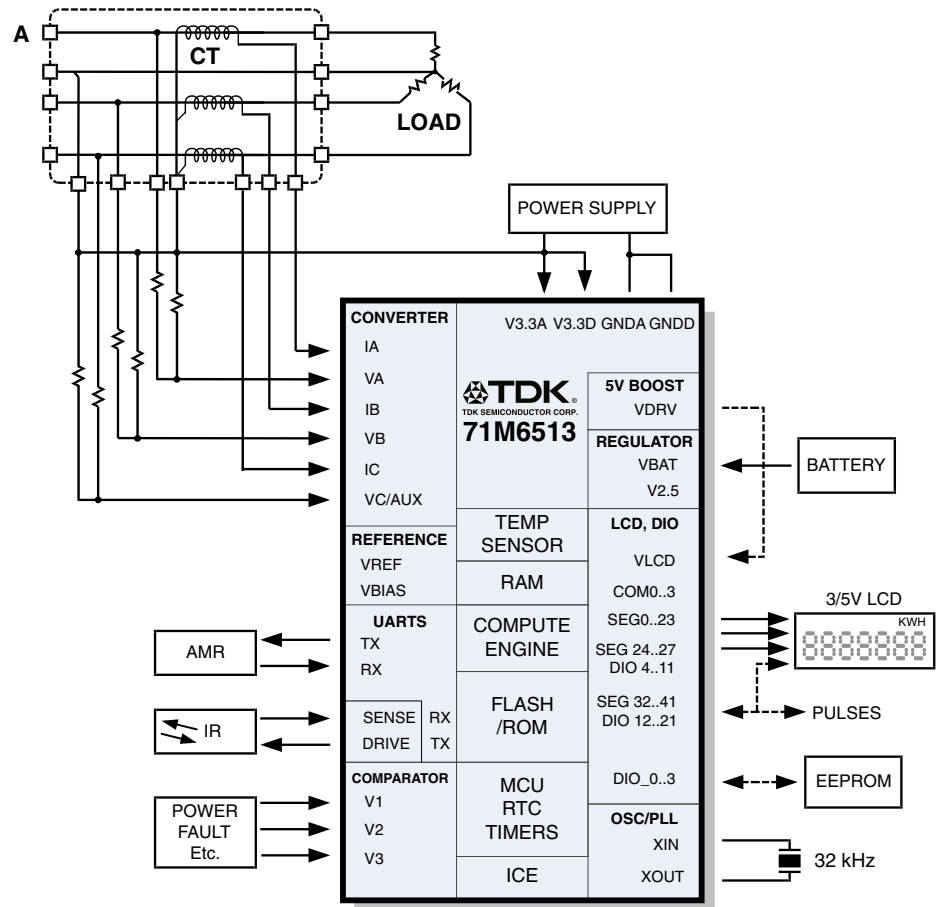 A
CT
LOAD
POWER SUPPLY
V3.3A V3.3D GNDA GNDD
CONVERTER
IA
VA
IB
VB
IC
VC/AUX
TDK®
TDK SEMICONDUCTOR CORP.
71M6513
5V BOOST
VDRV
REGULATOR
VBAT
V2.5
BATTERY
REFERENCE
VREF
VBIAS
TEMP
SENSOR
RAM
LCD, DIO
VLCD
COM0..3
SEG0..23
SEG 24..27
DIO 4..11
SEG 32..41
DIO 12..21
DIO_0..3
3/5V LCD
KWH
PULSES
EEPROM
UARTS
TX
RX
AMR
COMPUTE
ENGINE
FLASH
/ROM
SENSE RX
DRIVE TX
IR
COMPARATOR
V1
V2
V3
POWER
FAULT
Etc.
MCU
RTC
TIMERS
ICE
OSC/PLL
XIN
XOUT
32 kHz